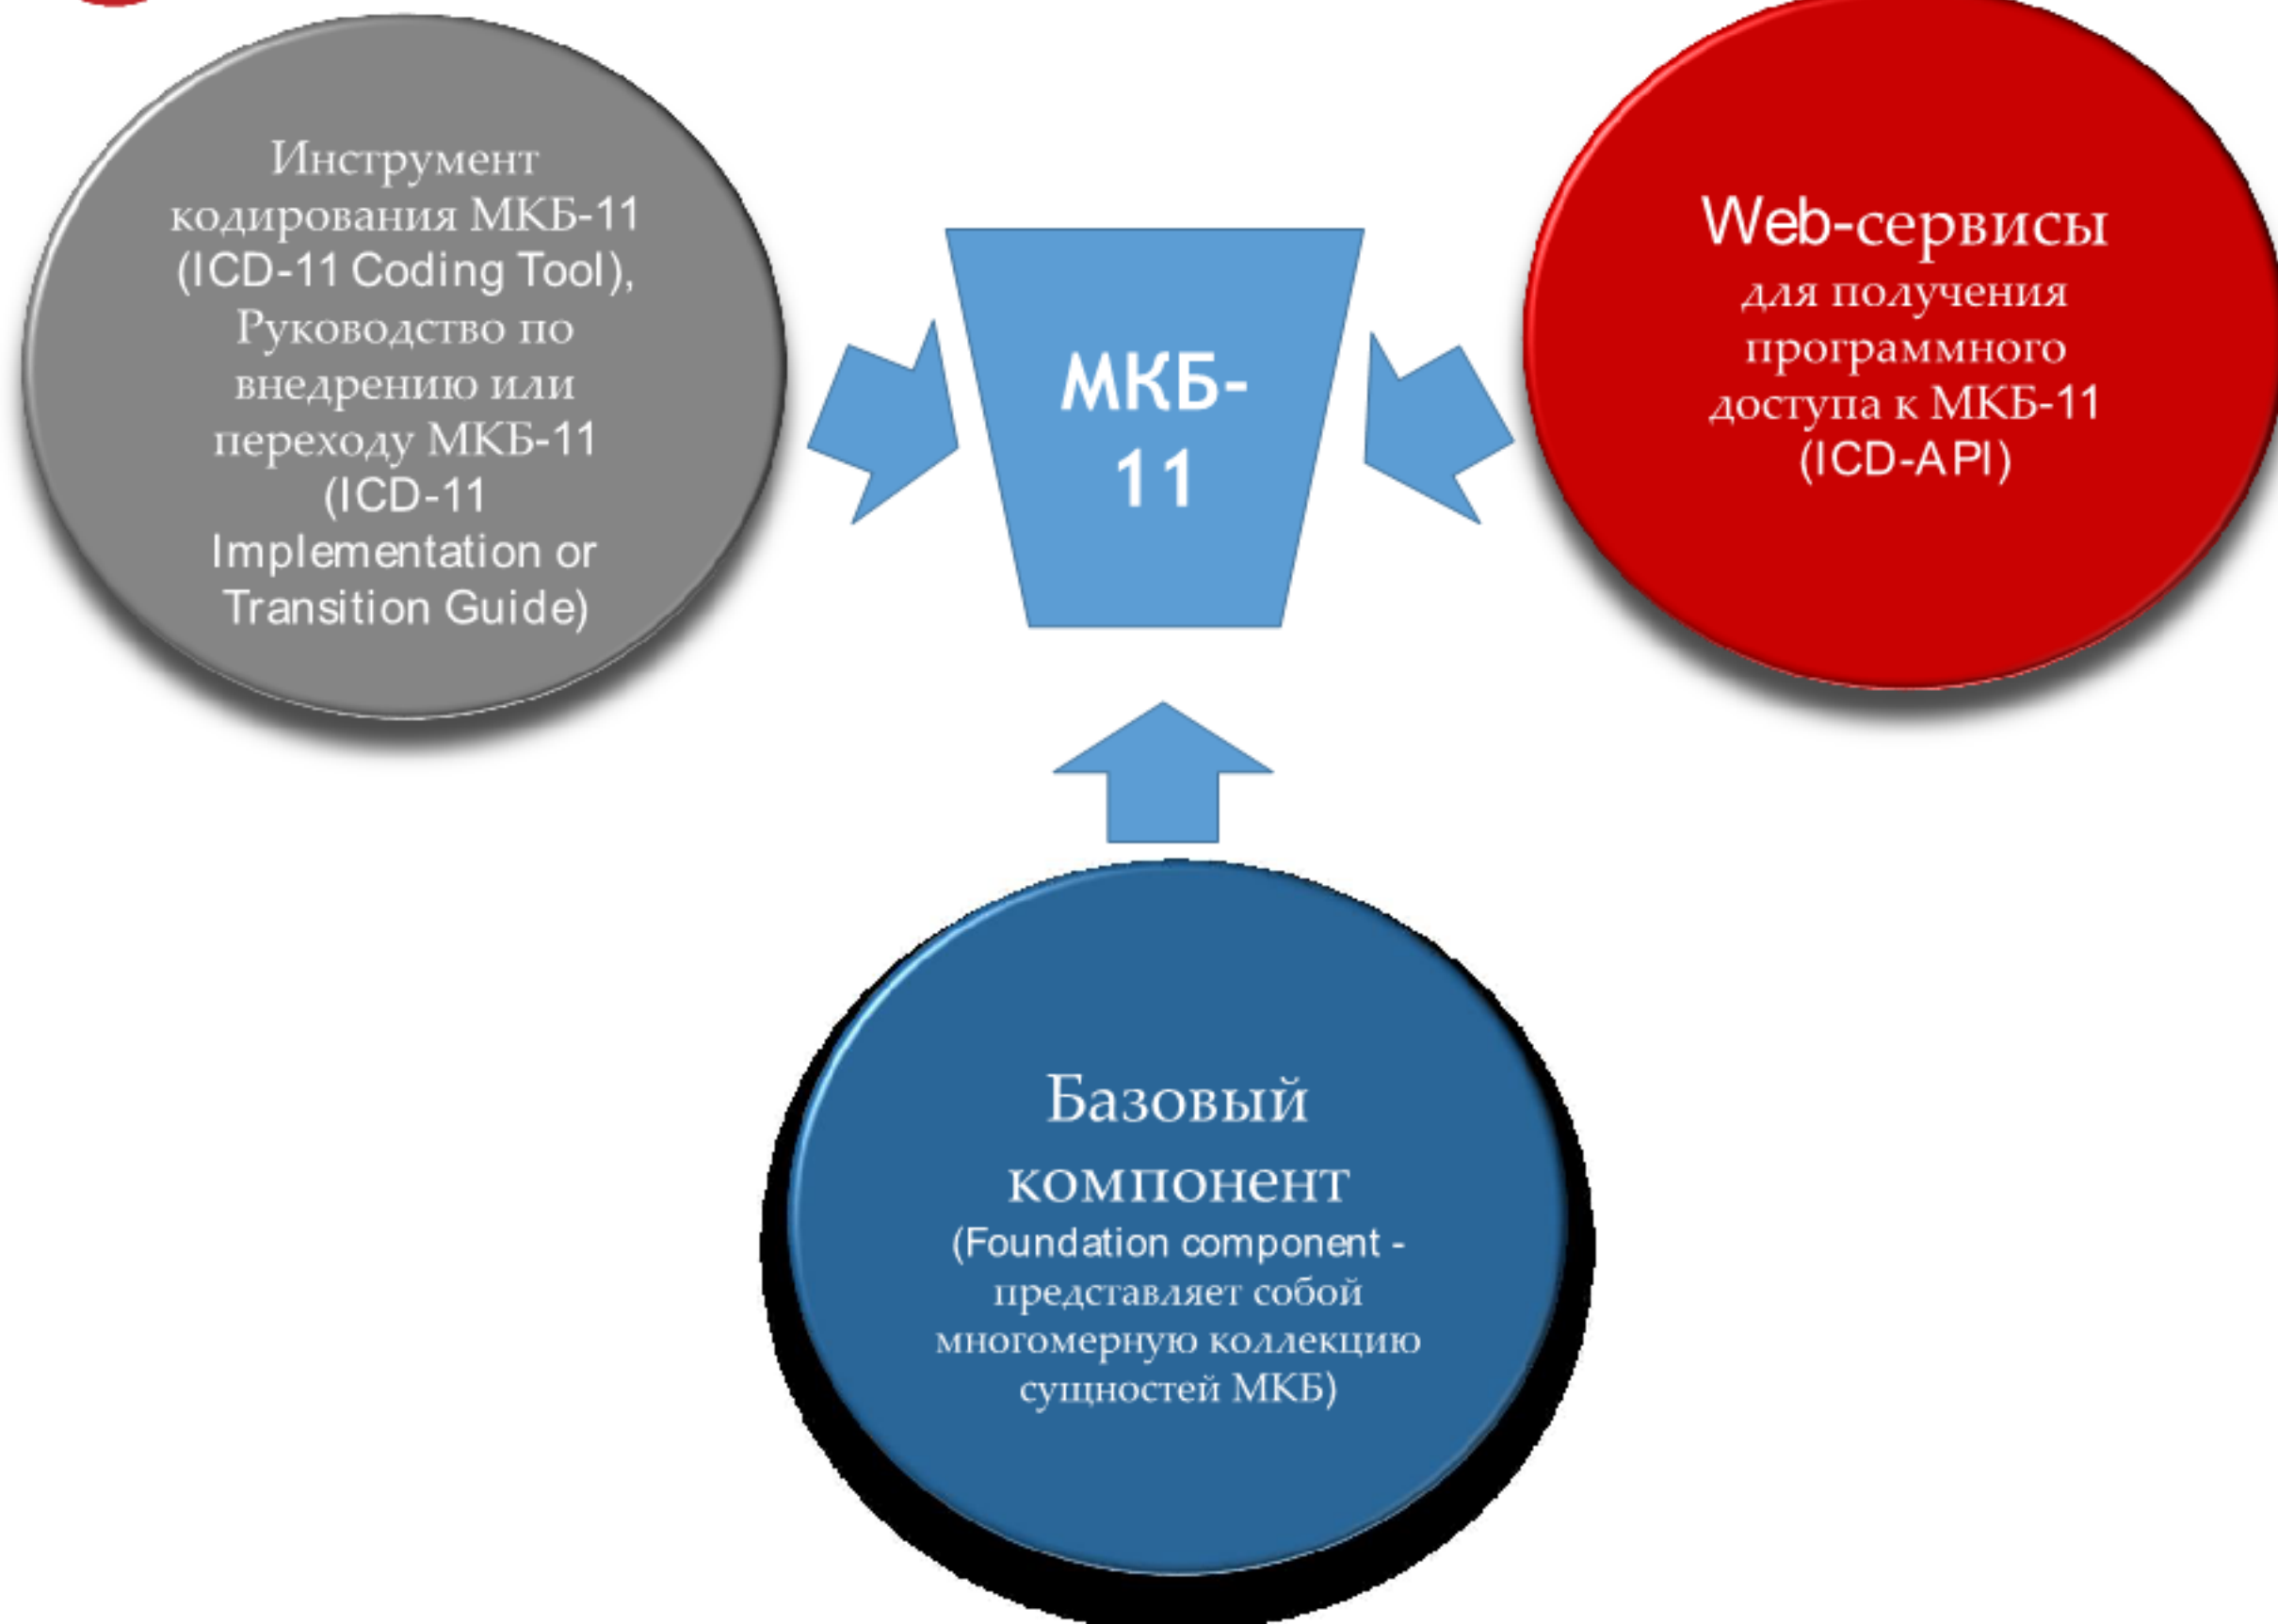 Инструмент
кодирования МКБ-11
(ICD-11 Coding Tool),
Руководство по
внедрению или
переходу МКБ-11
(ICD-11
Implementation or
Transition Guide)
МКБ-
11
Web-сервисы
для получения
программного
доступа к МКБ-11
(ICD-API)
Базовый
компонент
(Foundation component -
представляет собой
многомерную коллекцию
сущностей МКБ)